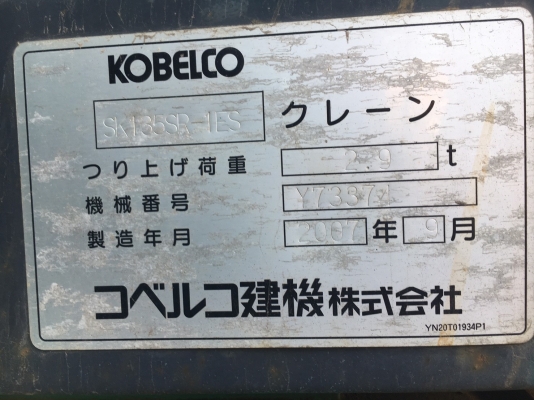 KOBELCO
SK135SR-1ES クレーン
つり上げ荷重 2.9 t
機械番号 Y7337
製造年月 2007 年 9 月
コベルコ建機株式会社
YN20T01934P1